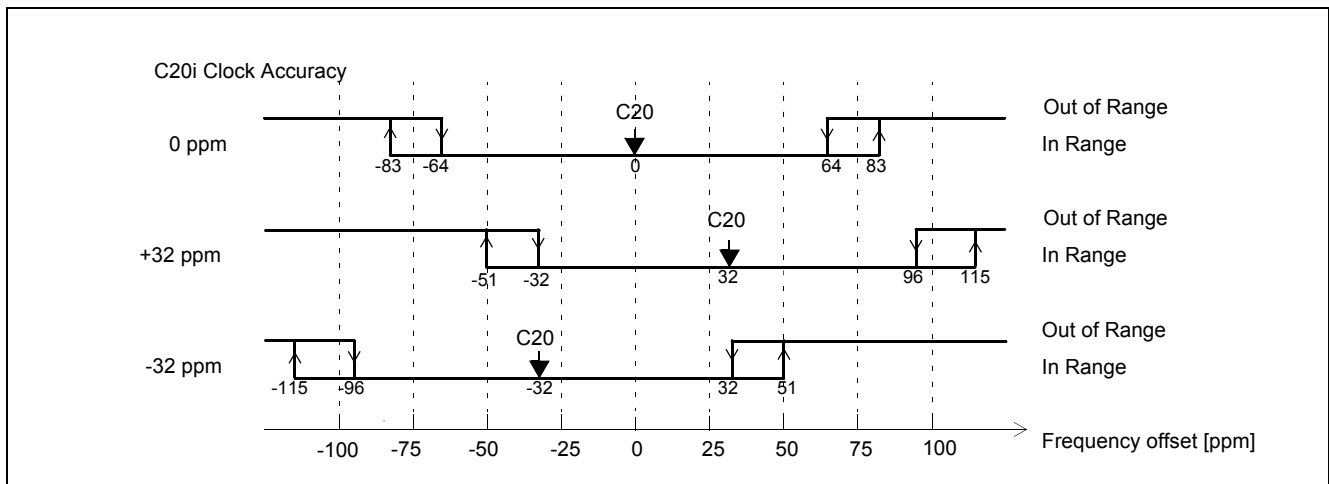 C20i Clock Accuracy
C20
Out of Range
0 ppm
In Range
-83 -64 0 64 83
C20
Out of Range
+32 ppm
In Range
-51 -32 32 96 115
C20
Out of Range
-32 ppm
In Range
-115 -96 -32 32 51
-100 -75 -50 -25 0 25 50 75 100
Frequency offset [ppm]